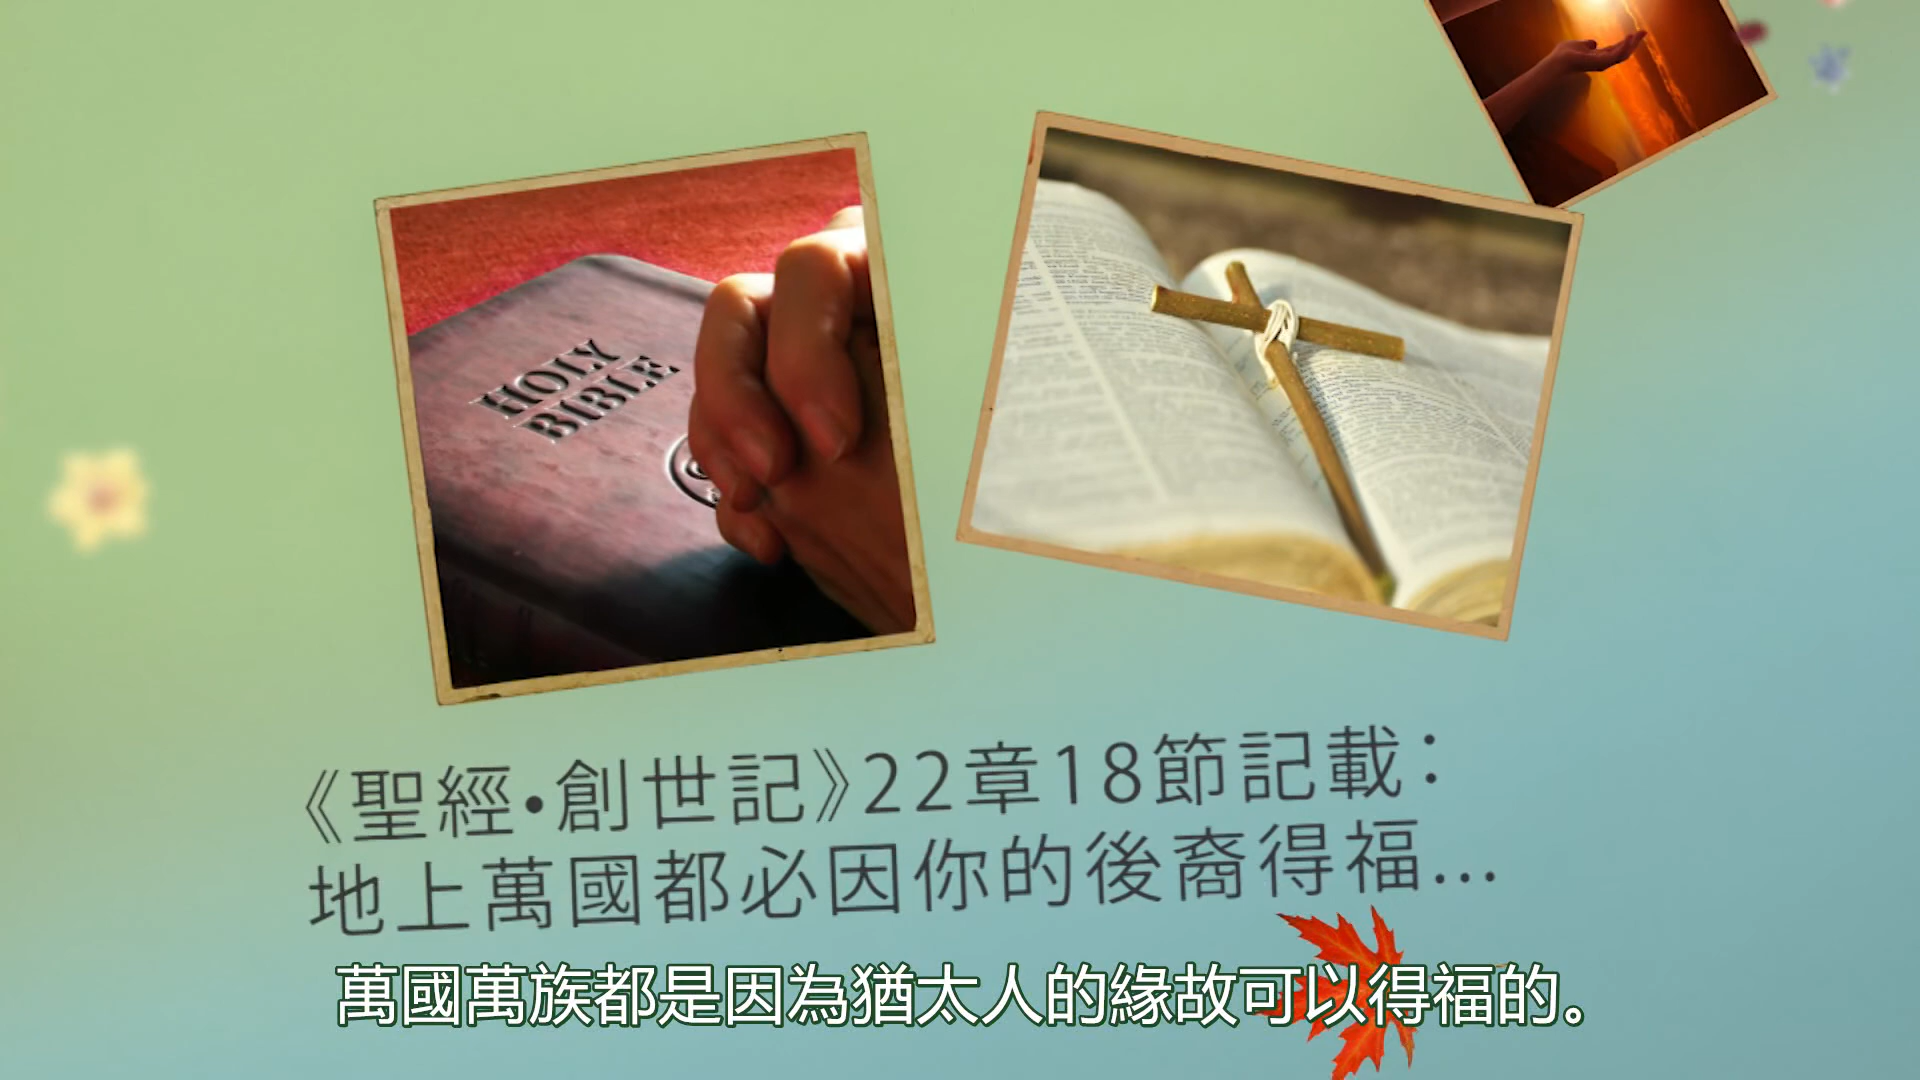 HOLY
BIBLE
《聖經•創世記》22章18節記載：
地上萬國都必因你的後裔得福...
萬國萬族都是因為猶太人的緣故可以得福的。